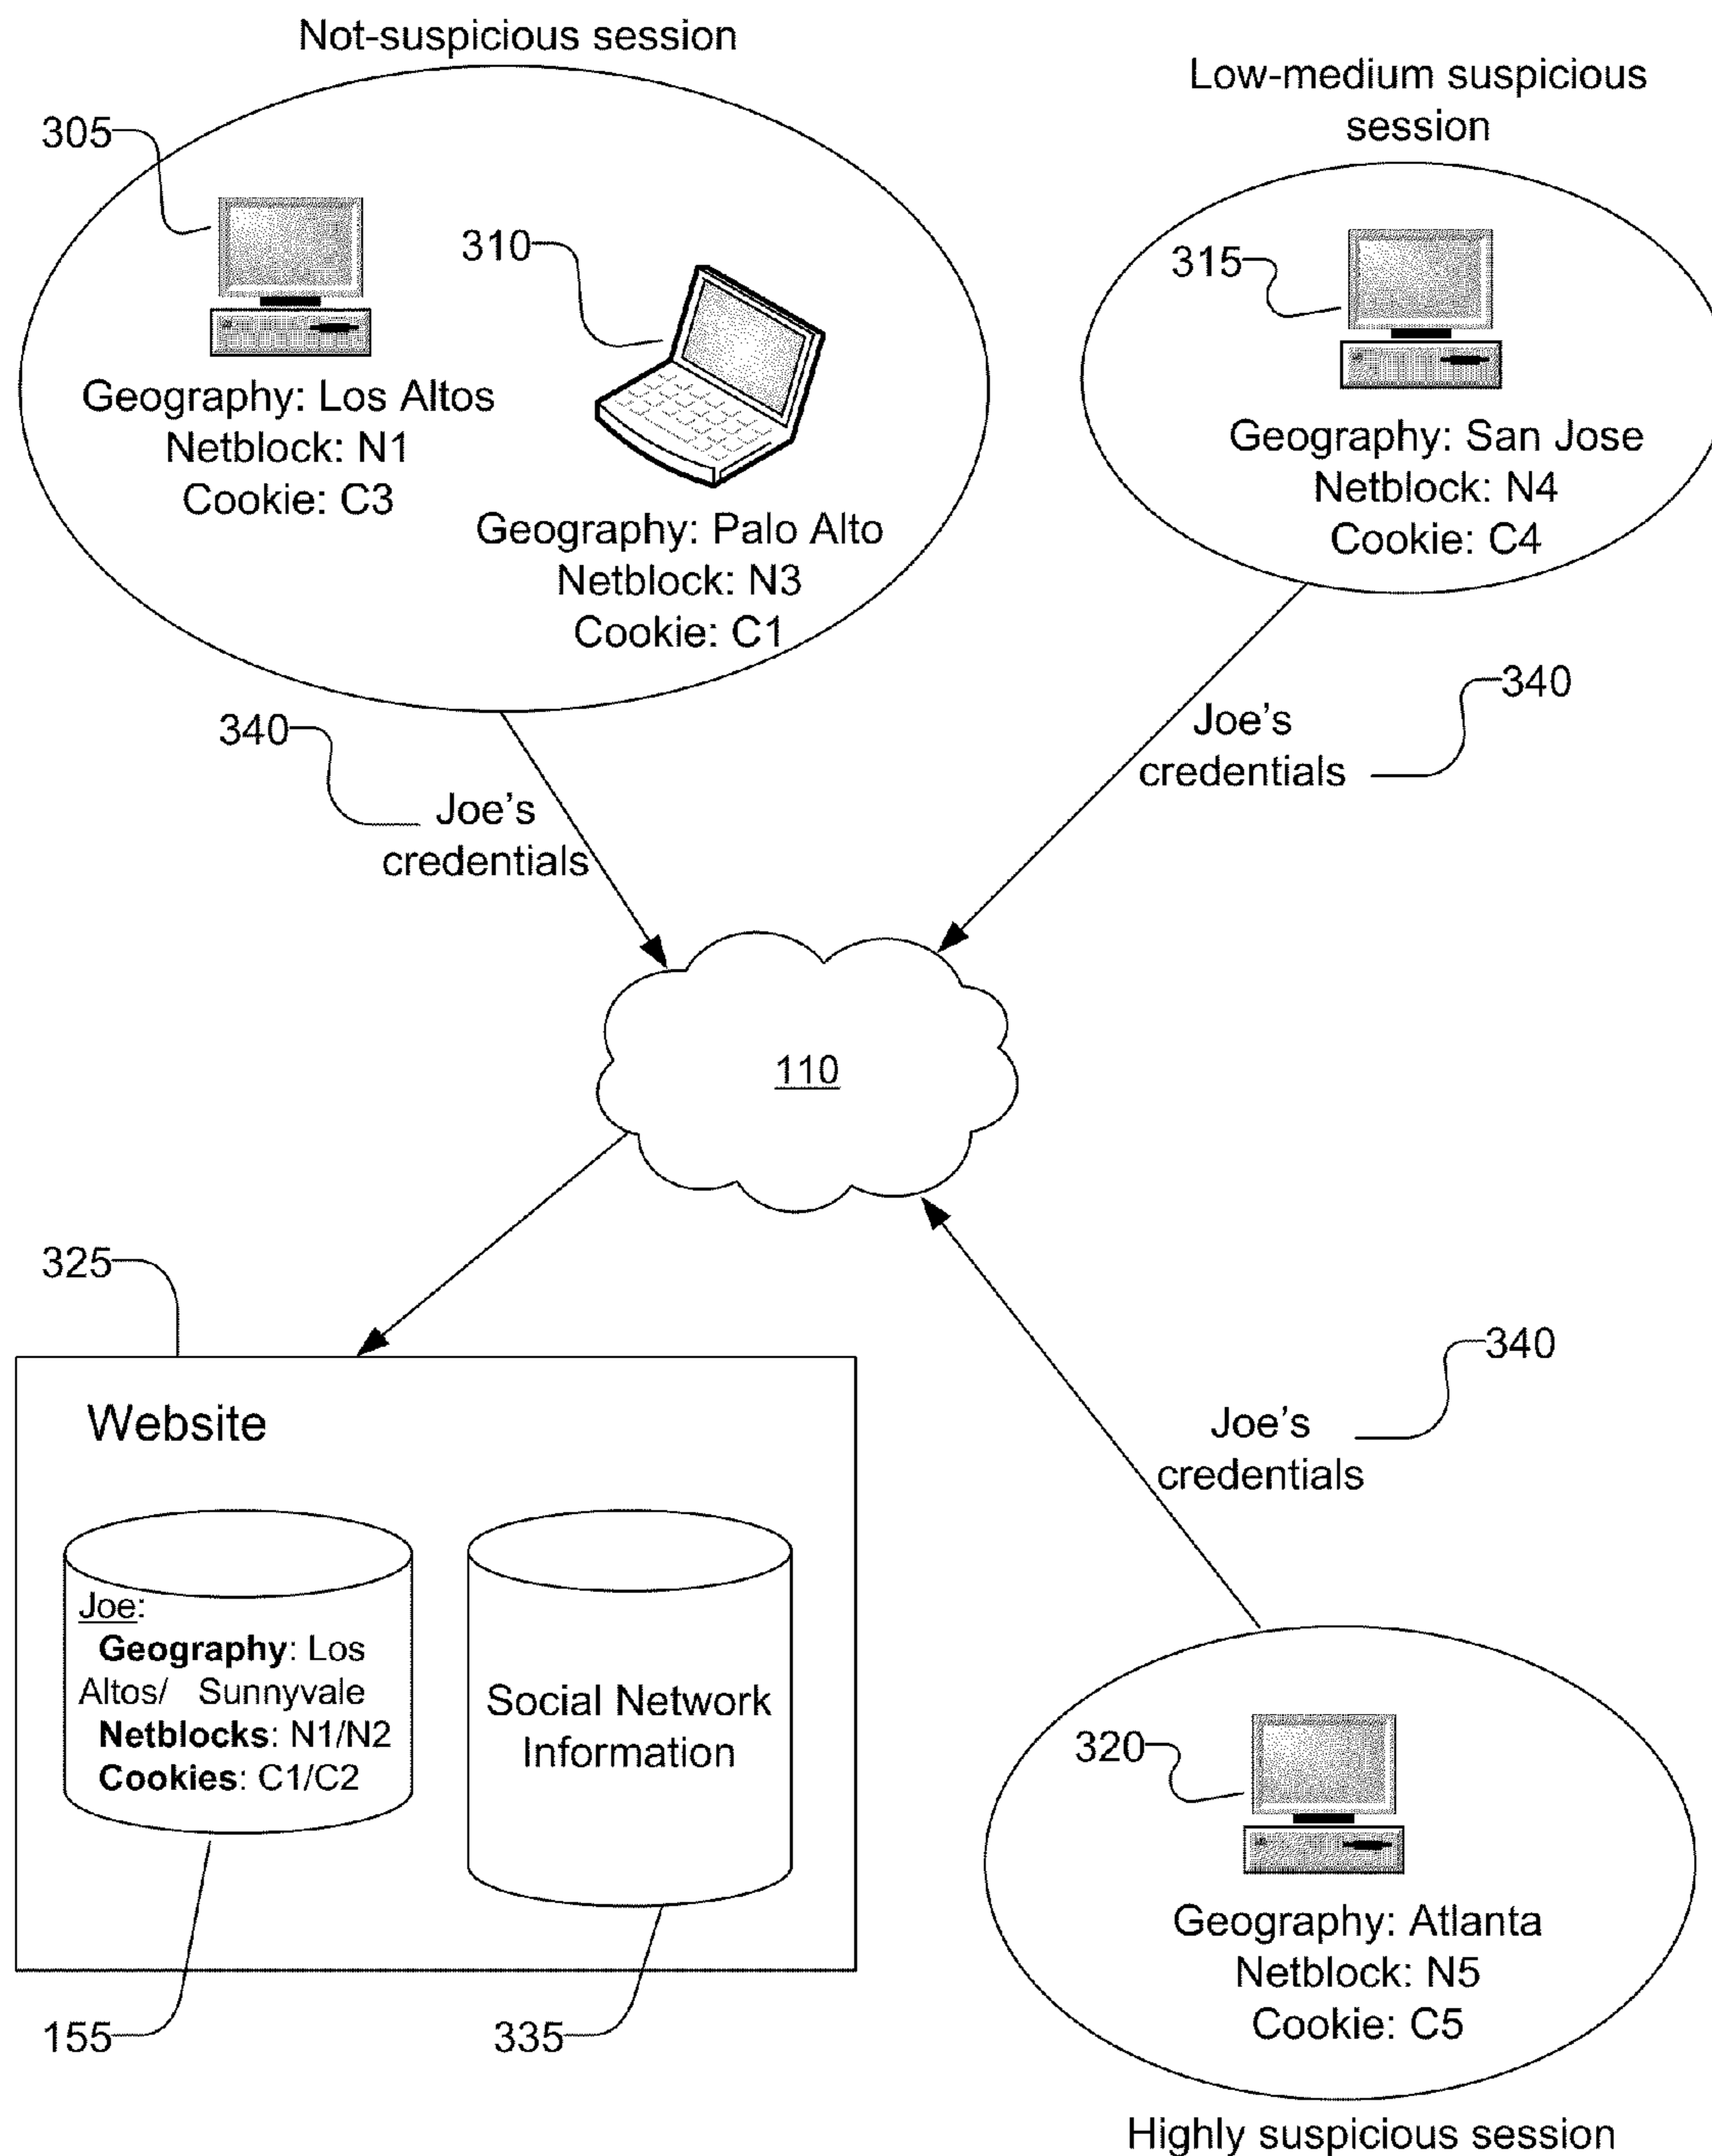 Not-suspicious session
305
310
Geography: Los Altos
Netblock: N1
Cookie: C3
Geography: Palo Alto
Netblock: N3
Cookie: C1
Low-medium suspicious
session
315
Geography: San Jose
Netblock: N4
Cookie: C4
340
Joe's
credentials
340
Joe's
credentials
110
325
Website
Joe:
Geography: Los
Altos/ Sunnyvale
Netblocks: N1/N2
Cookies: C1/C2
Social Network
Information
155
335
340
Joe's
credentials
320
Geography: Atlanta
Netblock: N5
Cookie: C5
Highly suspicious session